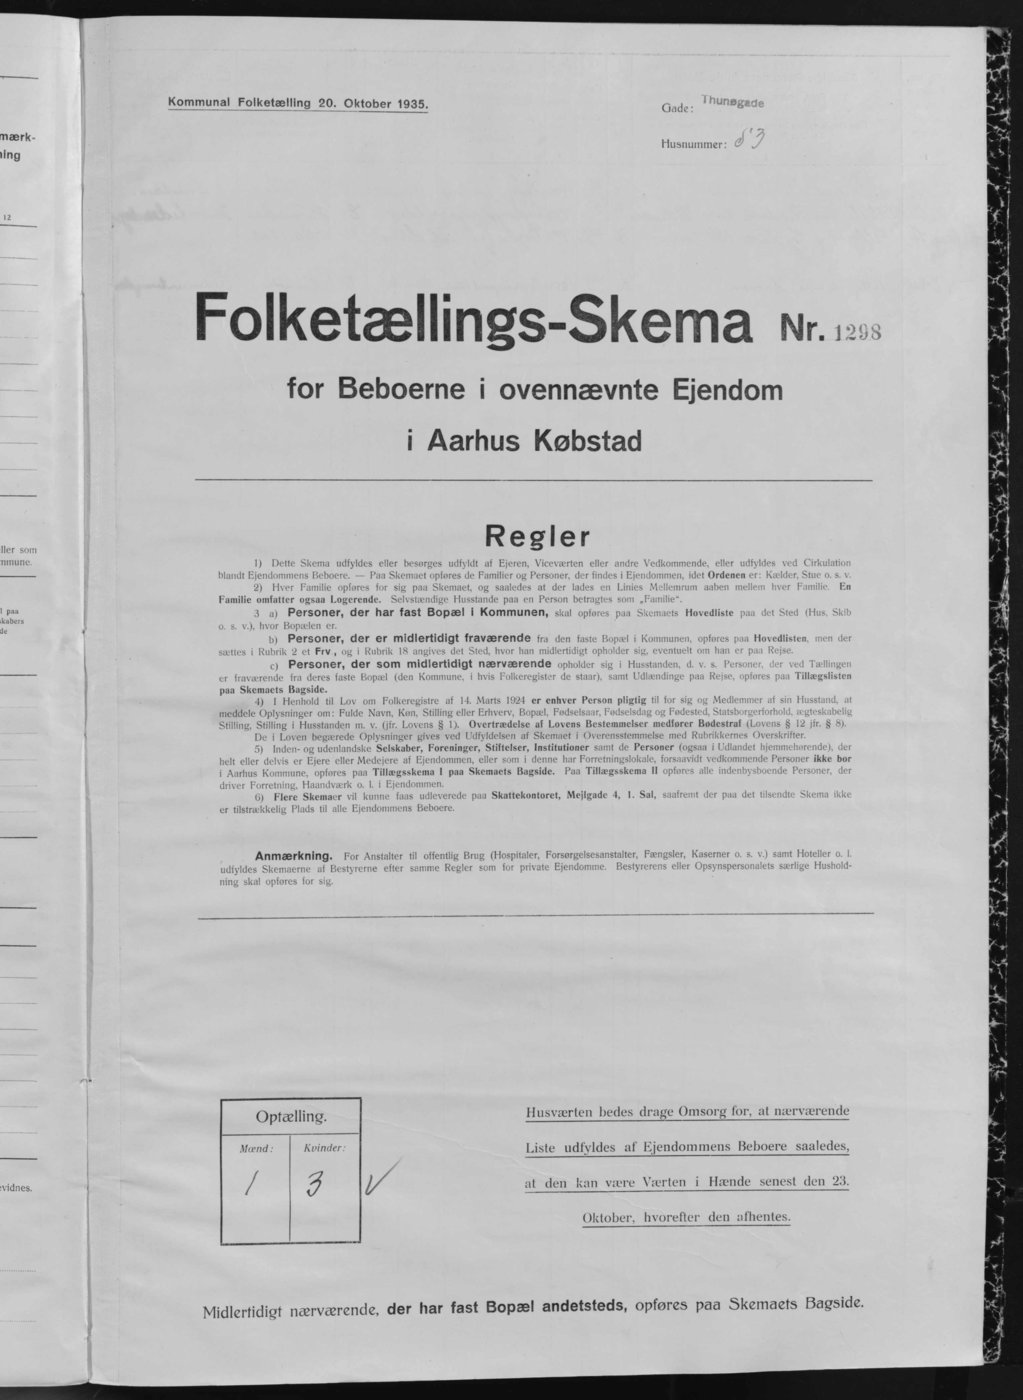 mærk-
ing
12
ller som
mmune.
l paa
skabers
de
evidnes.
Kommunal Folketælling 20. Oktober 1935.
Gade: Thunøgade
Husnummer: 53
Folketællings-Skema Nr. 1298
for Beboerne i ovennævnte Ejendom
i Aarhus Købstad
Regler
1) Dette Skema udfyldes eller besørges udfyldt af Ejeren, Viceværten eller andre Vedkommende, eller udfyldes ved Cirkulation
blandt Ejendommens Beboere. — Paa Skemaet opføres de Familier og Personer, der findes i Ejendommen, idet Ordenen er: Kælder, Stue o. s. v.
2) Hver Familie opføres for sig paa Skemaet, og saaledes at der lades en Linies Mellemrum aaben mellem hver Familie. En
Familie omfatter ogsaa Logerende. Selvstændige Husstande paa en Person betragtes som „Familie“.
3 a) Personer, der har fast Bopæl i Kommunen, skal opføres paa Skemaets Hovedliste paa det Sted (Hus, Skib
o. s. v.), hvor Bopælen er.
b) Personer, der er midlertidigt fraværende fra den faste Bopæl i Kommunen, opføres paa Hovedlisten, men der
sættes i Rubrik 2 et Frv., og i Rubrik 18 angives det Sted, hvor han midlertidigt opholder sig, eventuelt om han er paa Rejse.
c) Personer, der som midlertidigt nærværende opholder sig i Husstanden, d. v. s. Personer, der ved Tællingen
er fraværende fra deres faste Bopæl (den Kommune, i hvis Folkeregister de staar), samt Udlændinge paa Rejse, opføres paa Tillægslisten
paa Skemaets Bagside.
4) I Henhold til Lov om Folkeregistre af 14. Marts 1924 er enhver Person pligtig til for sig og Medlemmer af sin Husstand, at
meddele Oplysninger om: Fulde Navn, Køn, Stilling eller Erhverv, Bopæl, Fødselsaar, Fødselsdag og Fødested, Statsborgerforhold, ægteskabelig
Stilling, Stilling i Husstanden m. v. (jfr. Lovens § 1). Overtrædelse af Lovens Bestemmelser medfører Bødestraf (Lovens § 12 jfr. § 8).
De i Loven begærede Oplysninger gives ved Udfyldelsen af Skemaet i Overensstemmelse med Rubrikkernes Overskrifter.
5) Inden- og udenlandske Selskaber, Foreninger, Stiftelser, Institutioner samt de Personer (ogsaa i Udlandet hjemmehørende), der
helt eller delvis er Ejere eller Medejere af Ejendommen, eller som i denne har Forretningslokale, forsaavidt vedkommende Personer ikke bor
i Aarhus Kommune, opføres paa Tillægsskema I paa Skemaets Bagside. Paa Tillægsskema II opføres alle indenbysboende Personer, der
driver Forretning, Haandværk o. l. i Ejendommen.
6) Flere Skemaer vil kunne faas udleverede paa Skattekontoret, Mejlgade 4, 1. Sal, saafremt der paa det tilsendte Skema ikke
er tilstrækkelig Plads til alle Ejendommens Beboere.
Anmærkning. For Anstalter til offentlig Brug (Hospitaler, Forsørgelsesanstalter, Fængsler, Kaserner o. s. v.) samt Hoteller o. l.
udfyldes Skemaerne af Bestyrerne efter samme Regler som for private Ejendomme. Bestyrerens eller Opsynspersonalets særlige Hushold-
ning skal opføres for sig.
Optælling.
Mænd: Kvinder:
1 3
Husværten bedes drage Omsorg for, at nærværende
Liste udfyldes af Ejendommens Beboere saaledes,
at den kan være Værten i Hænde senest den 23.
Oktober, hvorefter den afhentes.
Midlertidigt nærværende, der har fast Bopæl andetsteds, opføres paa Skemaets Bagside.